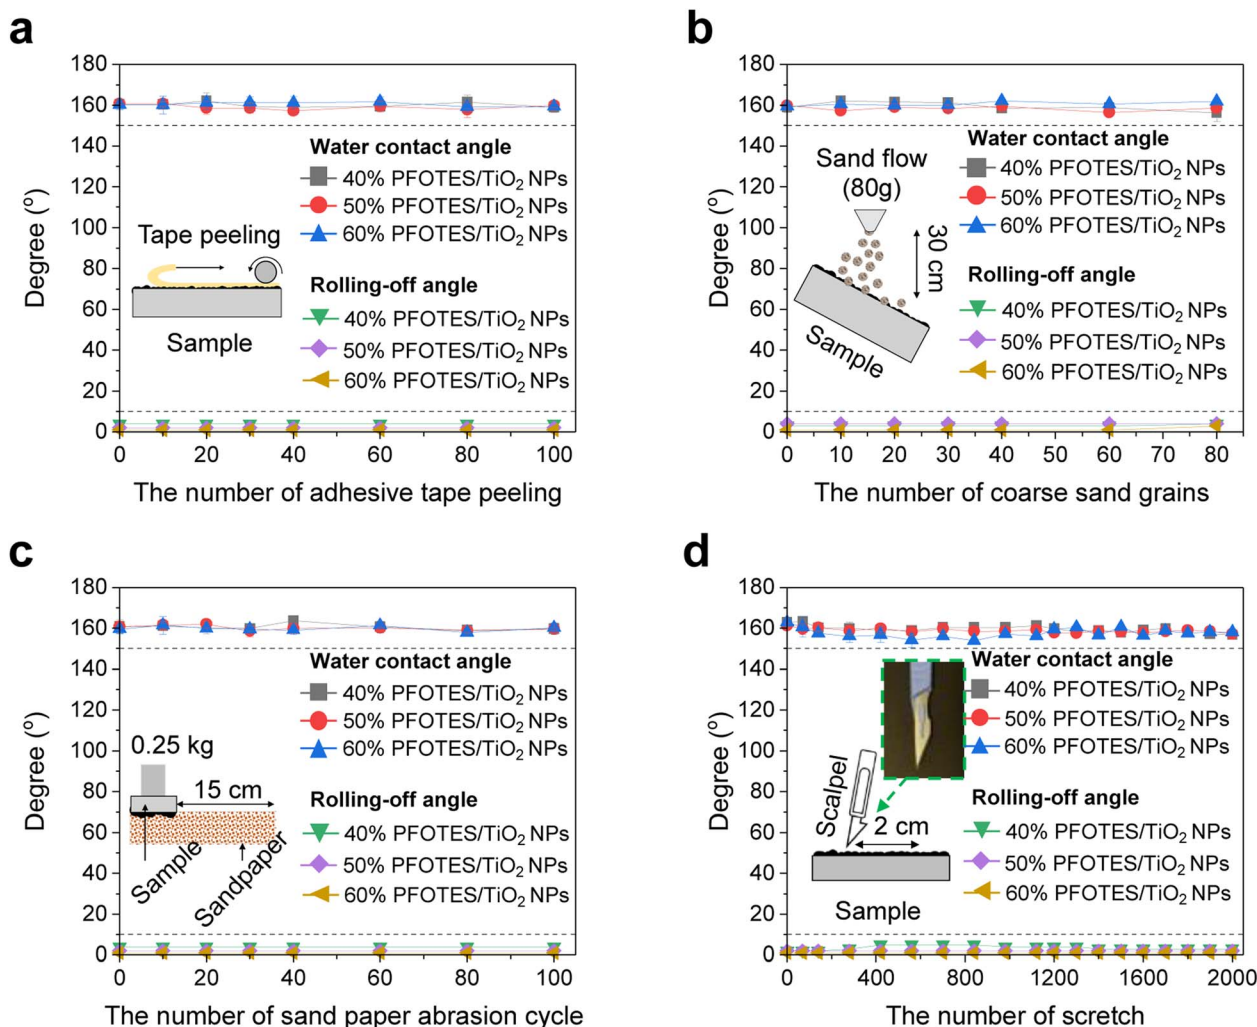 a
180
160
140
120
100
80
60
40
20
0
Degree (º)
Water contact angle
40% PFOTES/TiO₂ NPs
50% PFOTES/TiO₂ NPs
60% PFOTES/TiO₂ NPs
Tape peeling
Sample
Rolling-off angle
40% PFOTES/TiO₂ NPs
50% PFOTES/TiO₂ NPs
60% PFOTES/TiO₂ NPs
0 20 40 60 80 100
The number of adhesive tape peeling
b
180
160
140
120
100
80
60
40
20
0
Degree (º)
Sand flow
(80g)
30 cm
Sample
Water contact angle
40% PFOTES/TiO₂ NPs
50% PFOTES/TiO₂ NPs
60% PFOTES/TiO₂ NPs
Rolling-off angle
40% PFOTES/TiO₂ NPs
50% PFOTES/TiO₂ NPs
60% PFOTES/TiO₂ NPs
0 10 20 30 40 50 60 70 80
The number of coarse sand grains
c
180
160
140
120
100
80
60
40
20
0
Degree (º)
Water contact angle
40% PFOTES/TiO₂ NPs
50% PFOTES/TiO₂ NPs
60% PFOTES/TiO₂ NPs
0.25 kg
15 cm
Sample
Sandpaper
Rolling-off angle
40% PFOTES/TiO₂ NPs
50% PFOTES/TiO₂ NPs
60% PFOTES/TiO₂ NPs
0 20 40 60 80 100
The number of sand paper abrasion cycle
d
180
160
140
120
100
80
60
40
20
0
Degree (º)
Water contact angle
40% PFOTES/TiO₂ NPs
50% PFOTES/TiO₂ NPs
60% PFOTES/TiO₂ NPs
Scalpel
2 cm
Sample
Rolling-off angle
40% PFOTES/TiO₂ NPs
50% PFOTES/TiO₂ NPs
60% PFOTES/TiO₂ NPs
0 400 800 1200 1600 2000
The number of scretch